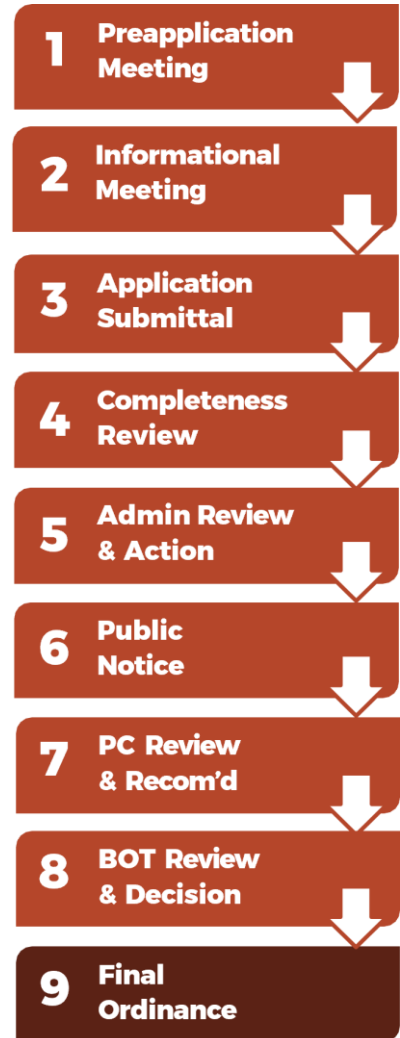 1
Preapplication
Meeting
2
Informational
Meeting
3
Application
Submittal
4
Completeness
Review
5
Admin Review
& Action
6
Public
Notice
7
PC Review
& Recom'd
8
BOT Review
& Decision
9
Final
Ordinance